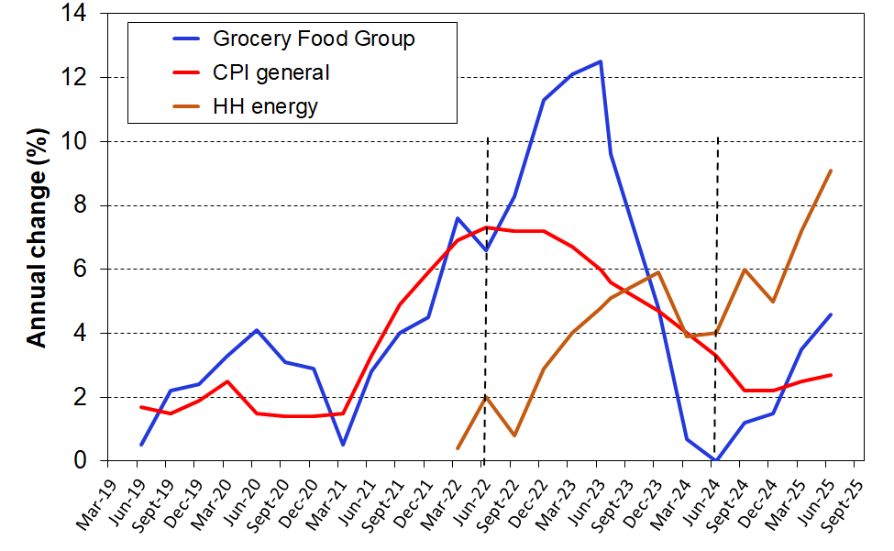 14
12
10
8
6
4
2
0
Annual change (%)
Grocery Food Group
CPI general
HH energy
Mar-19
Jun-19
Sept-19
Dec-19
Mar-20
Jun-20
Sept-20
Dec-20
Mar-21
Jun-21
Sept-21
Dec-21
Mar-22
Jun-22
Sept-22
Dec-22
Mar-23
Jun-23
Sept-23
Dec-23
Mar-24
Jun-24
Sept-24
Dec-24
Mar-25
Jun-25
Sept-25